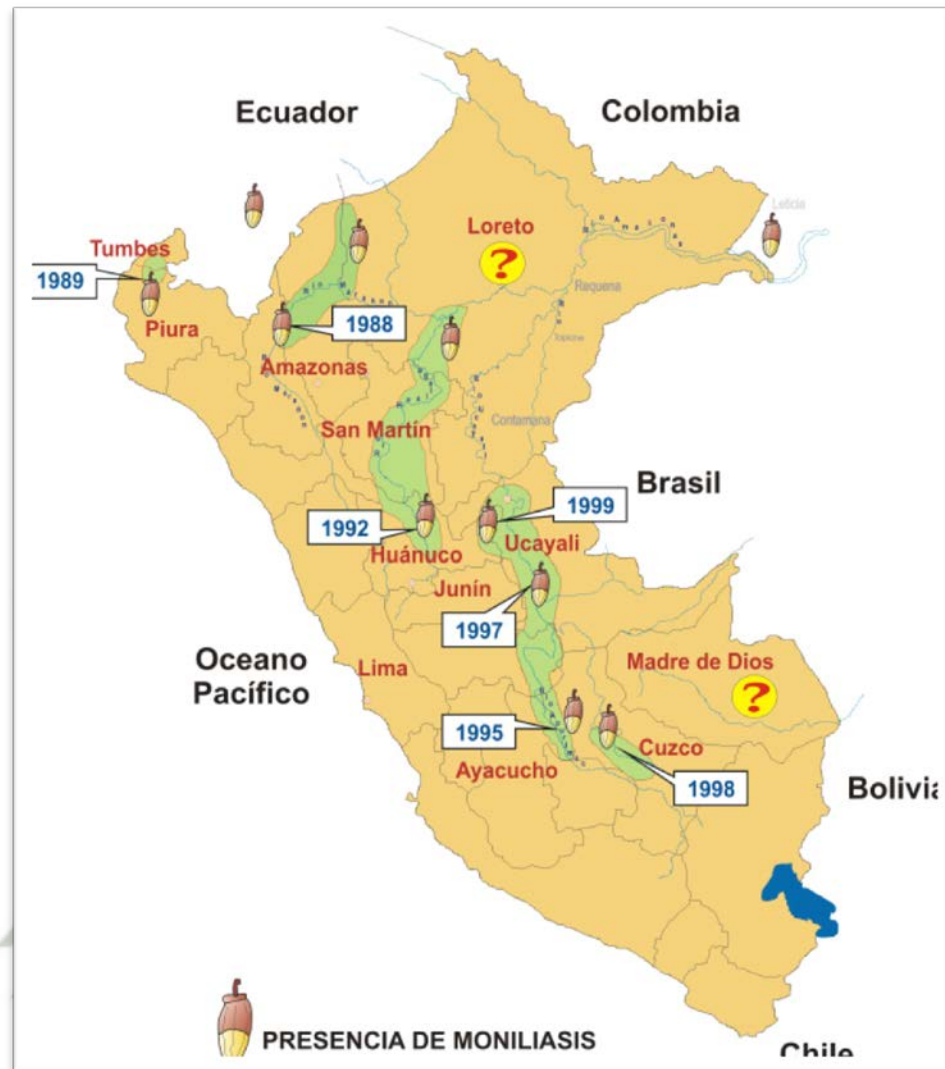 Ecuador
Colombia
Leticia
Tumbes
1989
Loreto
?
Requena
Piura
1988
Amazonas
Contamana
San Martín
Brasil
1999
1992
Huánuco
Ucayali
Junín
1997
Oceano
Pacífico
Lima
Madre de Dios
?
1995
Cuzco
Ayacucho
1998
Bolivia
PRESENCIA DE MONILIASIS
Chile